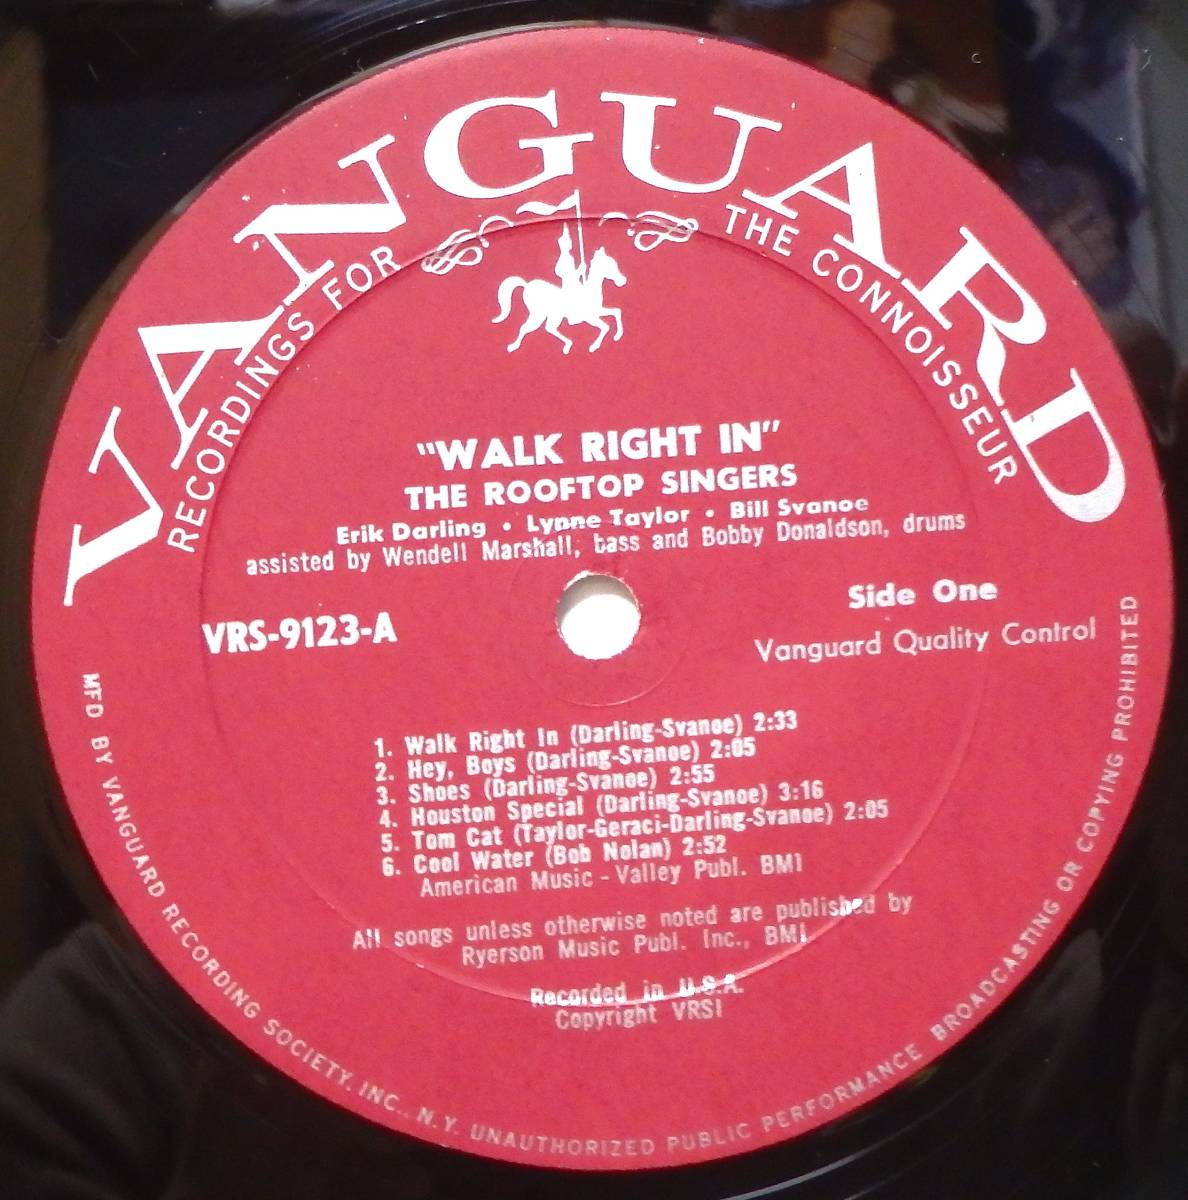 VANGUARD
RECORDINGS FOR THE CONNOISSEUR
"WALK RIGHT IN"
THE ROOFTOP SINGERS
Erik Darling • Lynne Taylor • Bill Svanoe
assisted by Wendell Marshall, bass and Bobby Donaldson, drums
Side One
VRS-9123-A
Vanguard Quality Control
1. Walk Right In (Darling-Svanoe) 2:33
2. Hey, Boys (Darling-Svanoe) 2:05
3. Shoes (Darling-Svanoe) 2:55
4. Houston Special (Darling-Svanoe) 3:16
5. Tom Cat (Taylor-Geraci-Darling-Svanoe) 2:05
6. Cool Water (Bob Nolan) 2:52
American Music - Valley Publ. BMI
All songs unless otherwise noted are published by
Ryerson Music Publ. Inc., BMI
Recorded in U.S.A.
Copyright VRSI
MFD BY VANGUARD RECORDING SOCIETY, INC., N.Y. UNAUTHORIZED PUBLIC PERFORMANCE BROADCASTING OR COPYING PROHIBITED